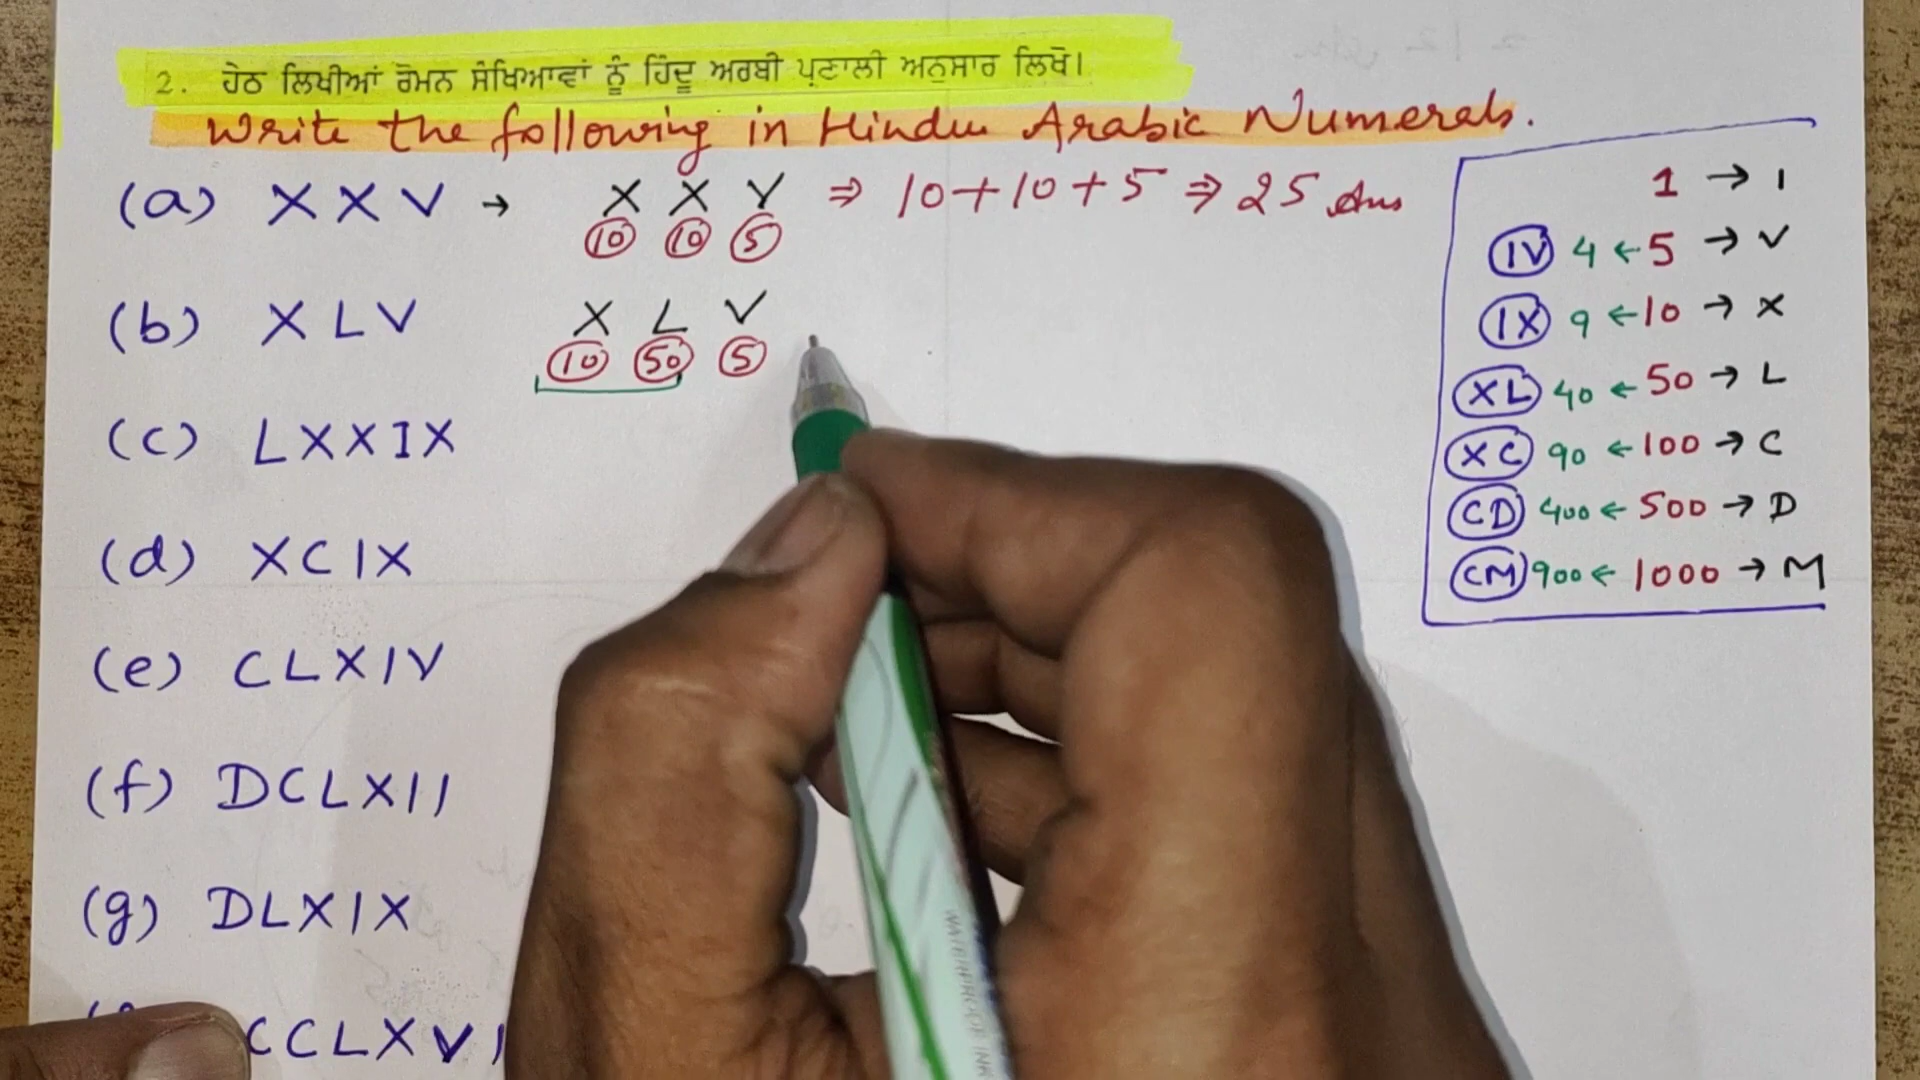 2. ਹੇਠ ਲਿਖੀਆਂ ਰੋਮਨ ਸੰਖਿਆਵਾਂ ਨੂੰ ਹਿੰਦੂ ਅਰਬੀ ਪ੍ਰਣਾਲੀ ਅਨੁਸਾਰ ਲਿਖੋ।
Write the following in Hindu Arabic Numerals.
(a) XXV → X X V ⇒ 10+10+5 ⇒ 25 Ans
10 10 5
(b) XLV X L V
10 50 5
(c) LXXIX
(d) XCIX
(e) CLXIV
(f) DCLXII
(g) DLXIX
CCLXVI
1 → I
IV 4 ← 5 → V
IX 9 ← 10 → X
XL 40 ← 50 → L
XC 90 ← 100 → C
CD 400 ← 500 → D
CM 900 ← 1000 → M